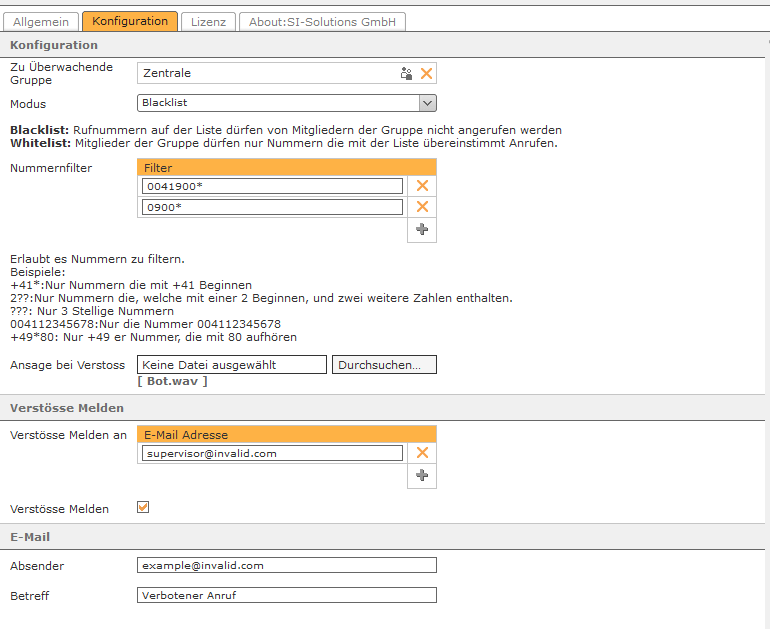 Allgemein Konfiguration Lizenz About:SI-Solutions GmbH
Konfiguration
Zu Überwachende
Gruppe
Zentrale
Modus Blacklist
Blacklist: Rufnummern auf der Liste dürfen von Mitgliedern der Gruppe nicht angerufen werden
Whitelist: Mitglieder der Gruppe dürfen nur Nummern die mit der Liste übereinstimmt Anrufen.
Nummernfilter Filter
0041900*
0900*
Erlaubt es Nummern zu filtern.
Beispiele:
+41*:Nur Nummern die mit +41 Beginnen
2??:Nur Nummern die, welche mit einer 2 Beginnen, und zwei weitere Zahlen enthalten.
???: Nur 3 Stellige Nummern
004112345678:Nur die Nummer 004112345678
+49*80: Nur +49 er Nummer, die mit 80 aufhören
Ansage bei Verstoss Keine Datei ausgewählt Durchsuchen...
[ Bot.wav ]
Verstösse Melden
Verstösse Melden an E-Mail Adresse
supervisor@invalid.com
Verstösse Melden
E-Mail
Absender example@invalid.com
Betreff Verbotener Anruf